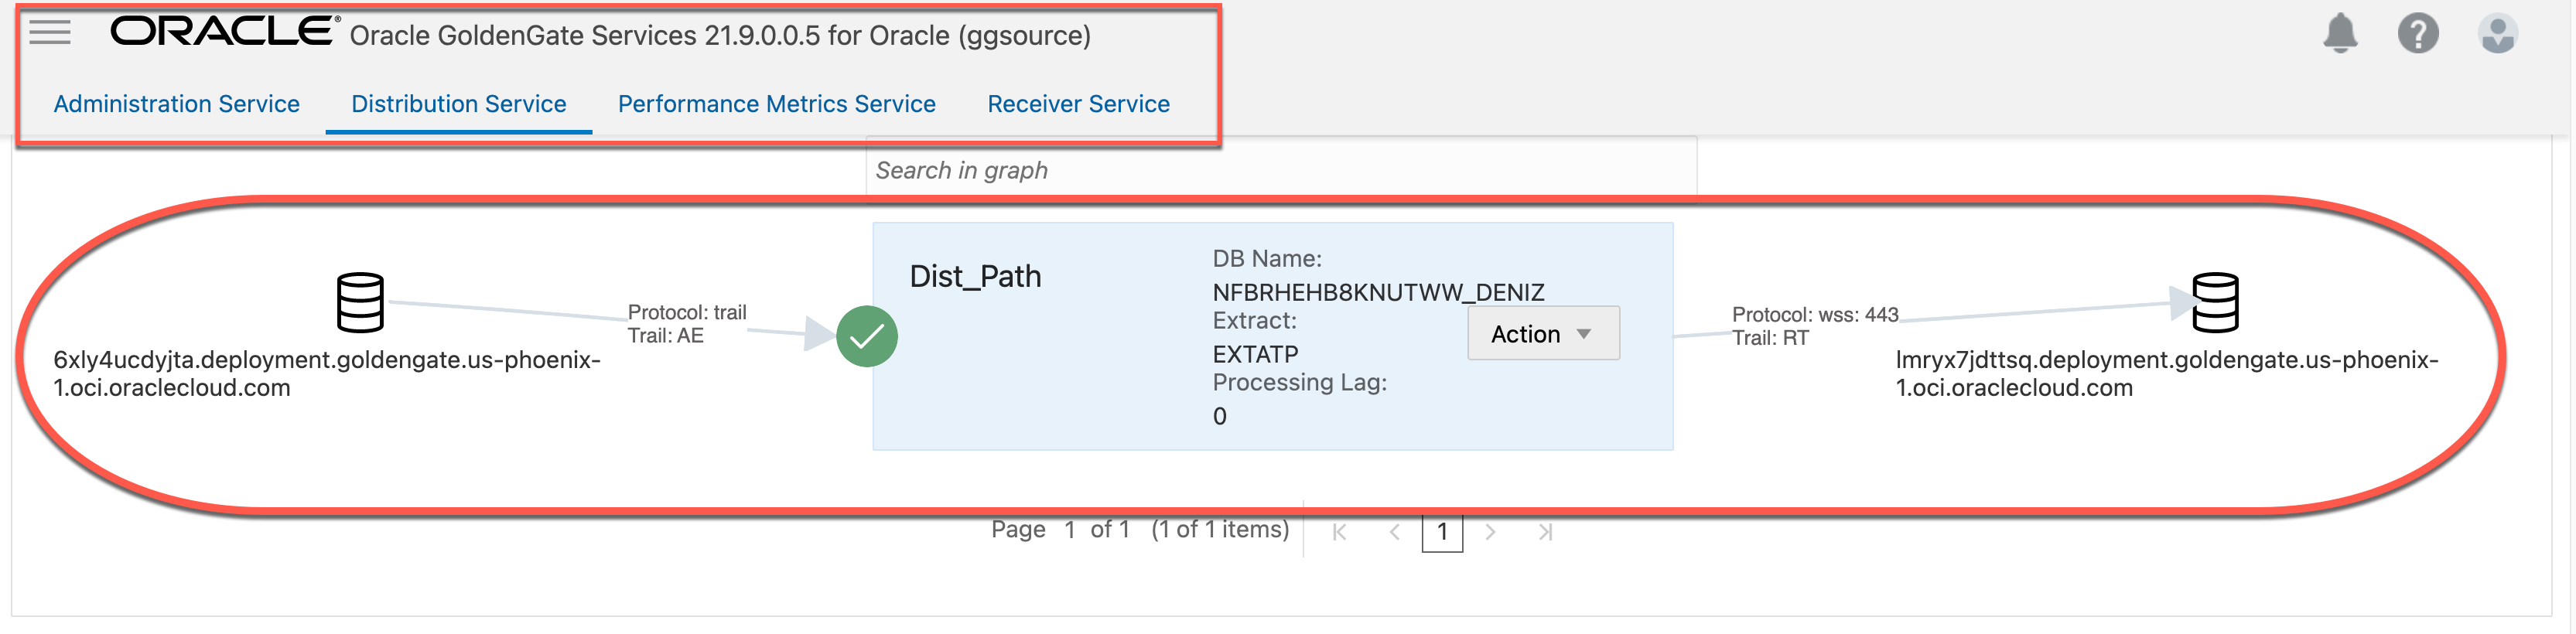 ORACLE® Oracle GoldenGate Services 21.9.0.0.5 for Oracle (ggsource)
Administration Service Distribution Service Performance Metrics Service Receiver Service
Search in graph
6xly4ucdyjta.deployment.goldengate.us-phoenix-
1.oci.oraclecloud.com
Protocol: trail
Trail: AE
Dist_Path
DB Name:
NFBRHEHB8KNUTWW_DENIZ
Extract:
EXTATP
Processing Lag:
0
Action
Protocol: wss: 443
Trail: RT
lmryx7jdttsq.deployment.goldengate.us-phoenix-
1.oci.oraclecloud.com
Page 1 of 1 (1 of 1 items) 1